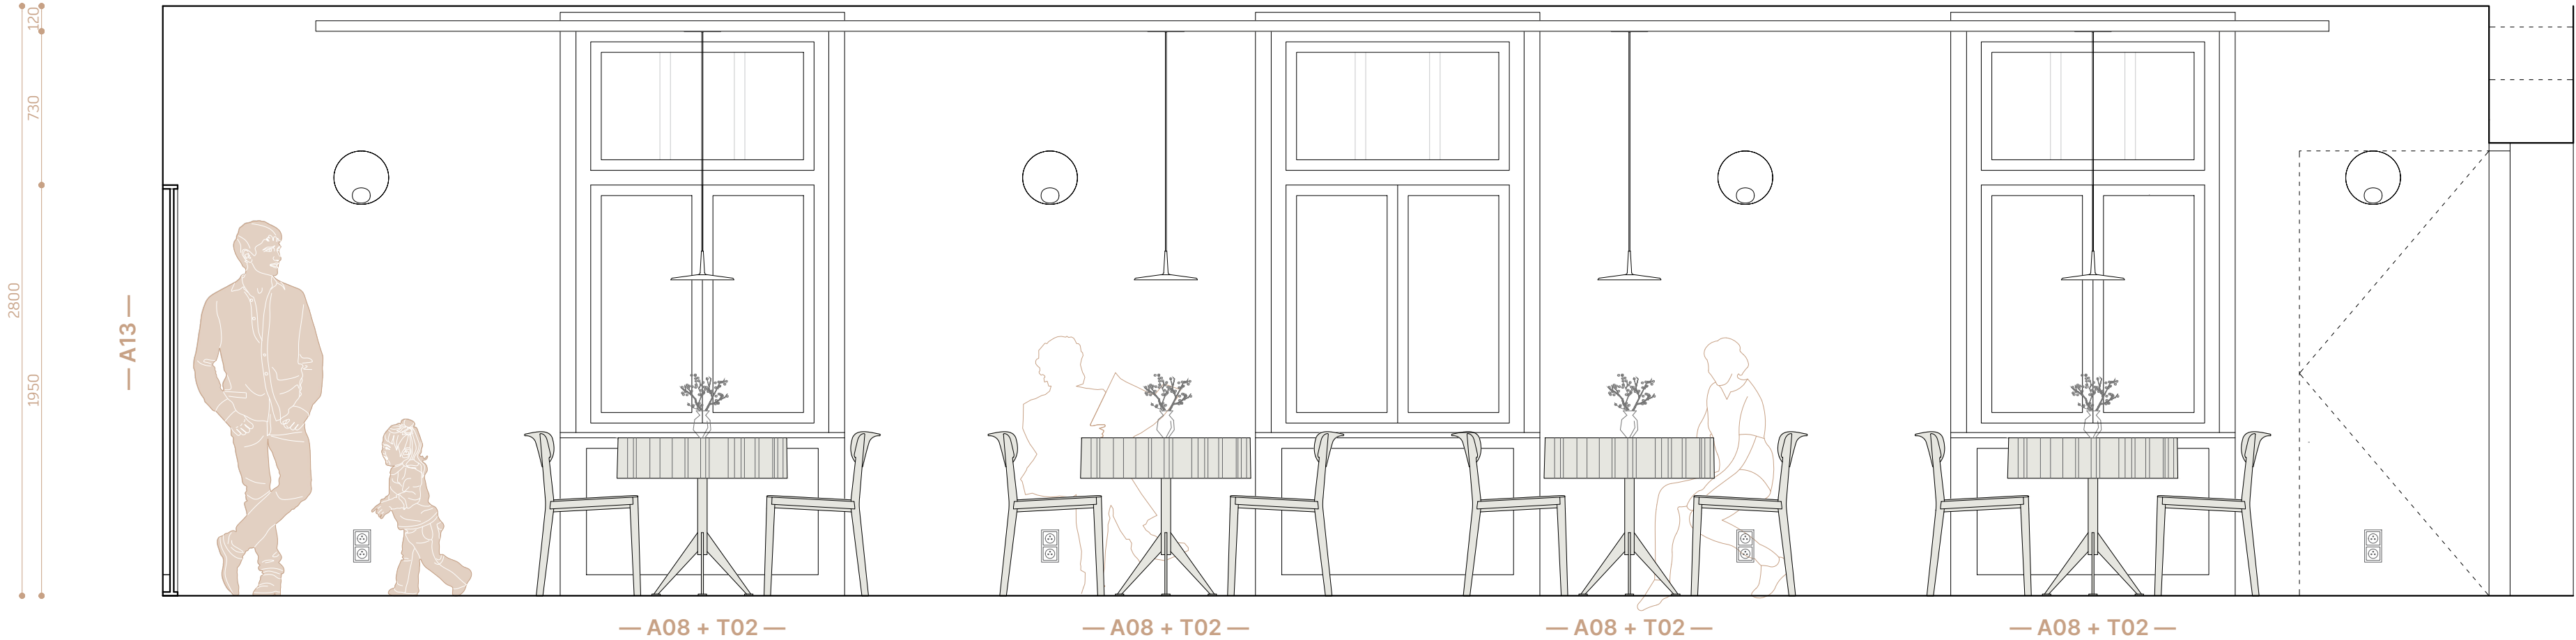 120
730
2800
1950
— A13 —
— A08 + T02 —
— A08 + T02 —
— A08 + T02 —
— A08 + T02 —